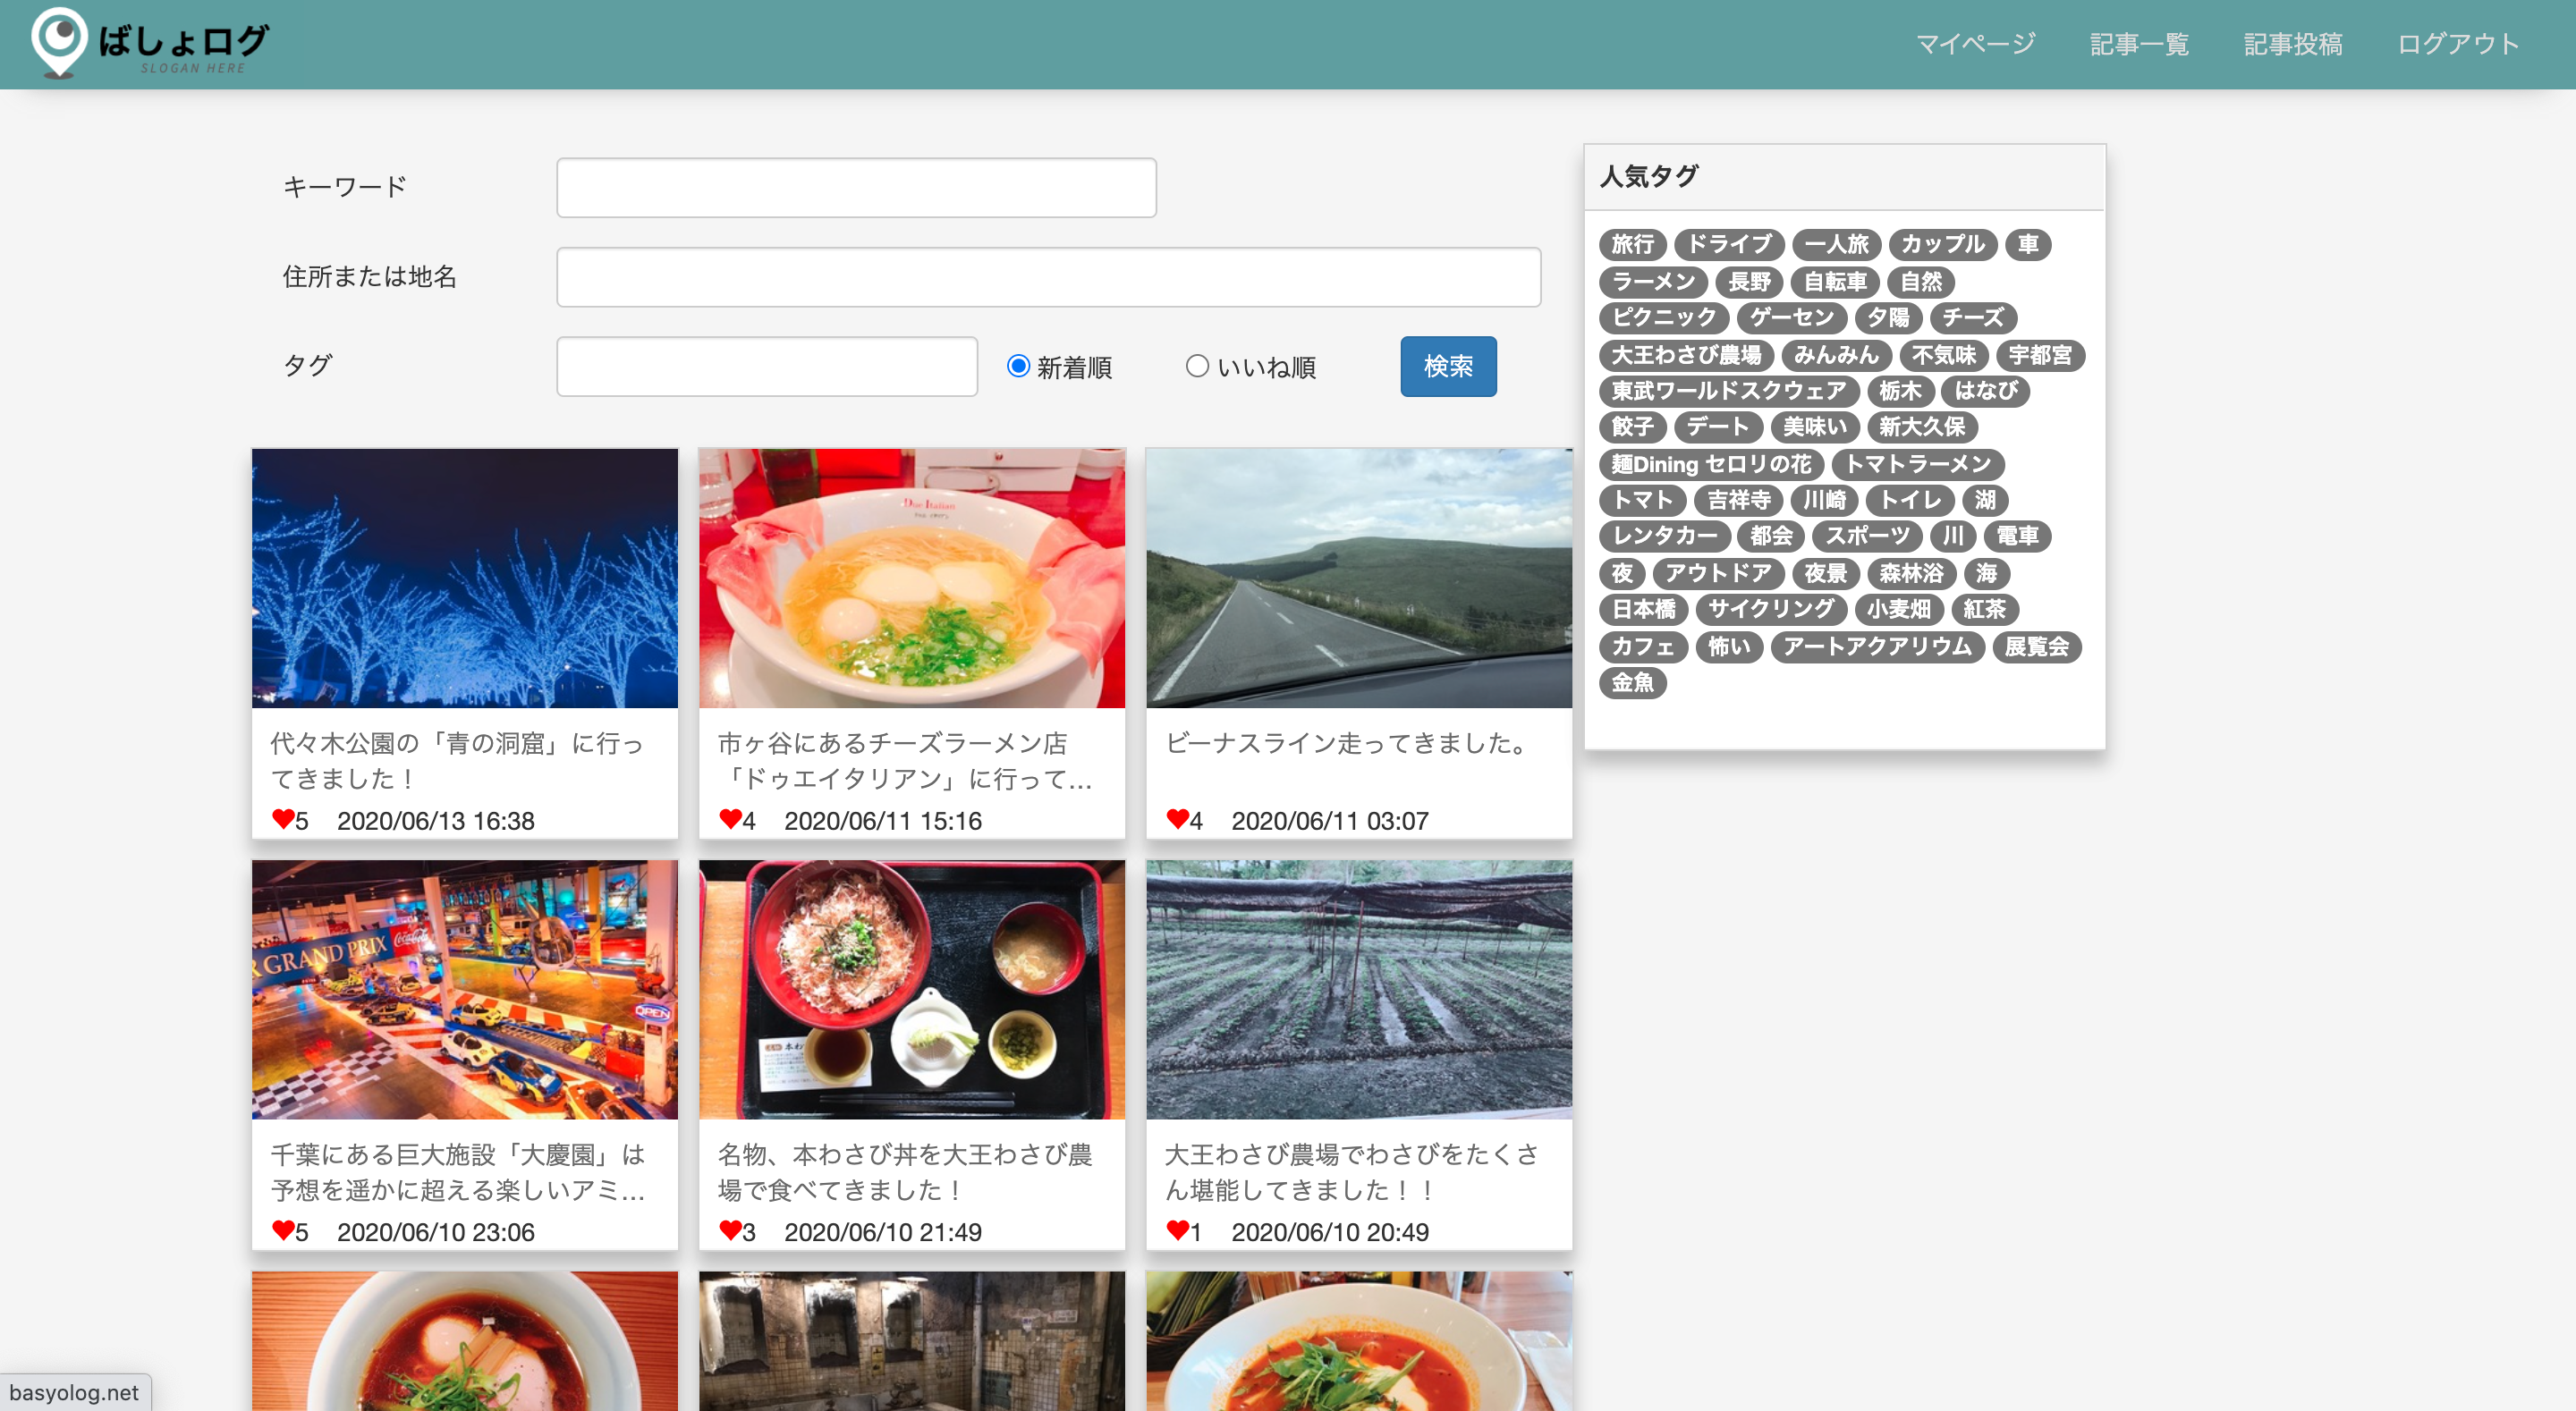 ばしょログ
SLOGAN HERE
マイページ 記事一覧 記事投稿 ログアウト
キーワード
住所または地名
タグ 新着順 いいね順 検索
人気タグ
旅行 ドライブ 一人旅 カップル 車
ラーメン 長野 自転車 自然
ピクニック ゲーセン 夕陽 チーズ
大王わさび農場 みんみん 不気味 宇都宮
東武ワールドスクウェア 栃木 はなび
餃子 デート 美味い 新大久保
麺Dining セロリの花 トマトラーメン
トマト 吉祥寺 川崎 トイレ 湖
レンタカー 都会 スポーツ 川 電車
夜 アウトドア 夜景 森林浴 海
日本橋 サイクリング 小麦畑 紅茶
カフェ 怖い アートアクアリウム 展覧会
金魚
Due Italian
代々木公園の「青の洞窟」に行っ
てきました！
5 2020/06/13 16:38
市ヶ谷にあるチーズラーメン店
「ドゥエイタリアン」に行って...
4 2020/06/11 15:16
ビーナスライン走ってきました。
4 2020/06/11 03:07
GRAND PRIX
Coca-Cola
OPEN
千葉にある巨大施設「大慶園」は
予想を遥かに超える楽しいアミ...
5 2020/06/10 23:06
名物、本わさび丼を大王わさび農
場で食べてきました！
3 2020/06/10 21:49
大王わさび農場でわさびをたくさ
ん堪能してきました！！
1 2020/06/10 20:49
basyolog.net